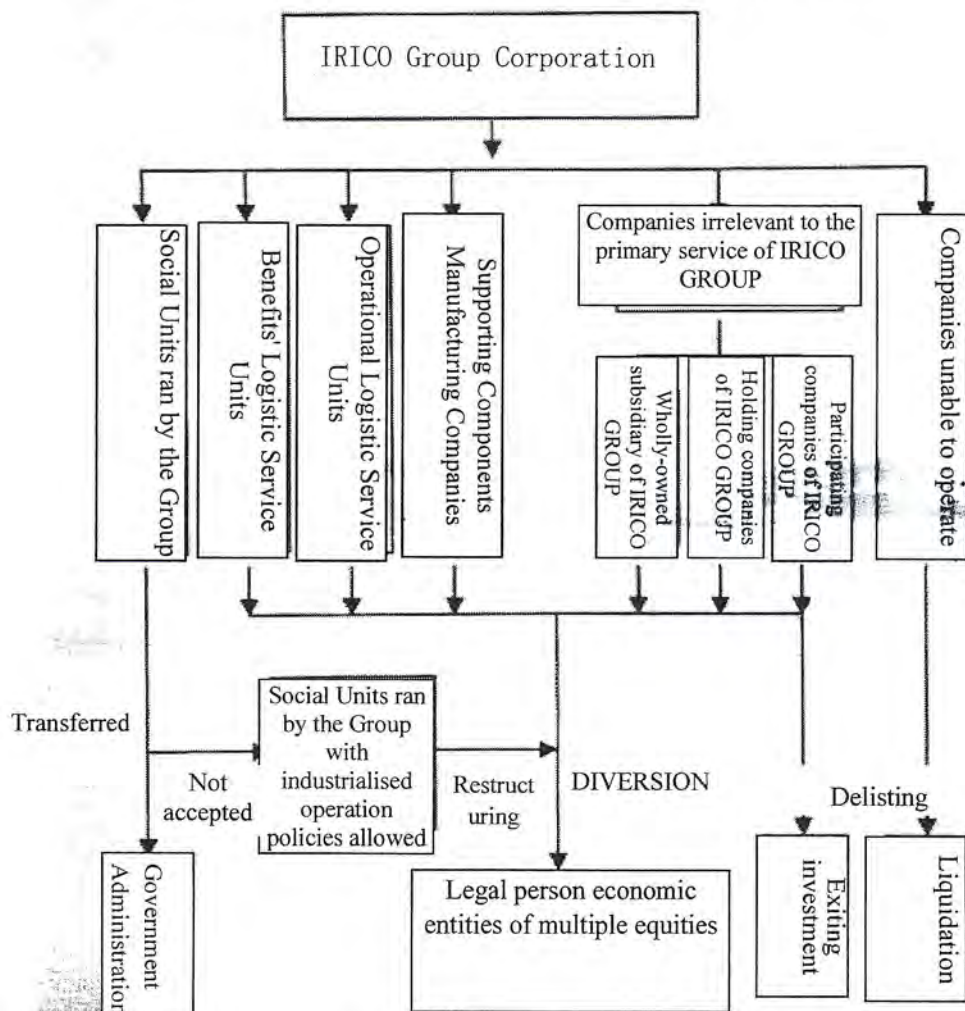 IRICO Group Corporation
Social Units ran by the Group
Benefits' Logistic Service
Units
Operational Logistic Service
Units
Supporting Components
Manufacturing Companies
Companies irrelevant to the
primary service of IRICO
GROUP
Wholly-owned
subsidiary of IRICO
GROUP
Holding companies
of IRICO GROUP
Participating
companies of IRICO
GROUP
Companies unable to operate
Transferred
Not
accepted
Social Units ran
by the Group
with
industrialised
operation
policies allowed
Restruct
uring
DIVERSION
Delisting
Government
Administration
Legal person economic
entities of multiple equities
Exiting
investment
Liquidation